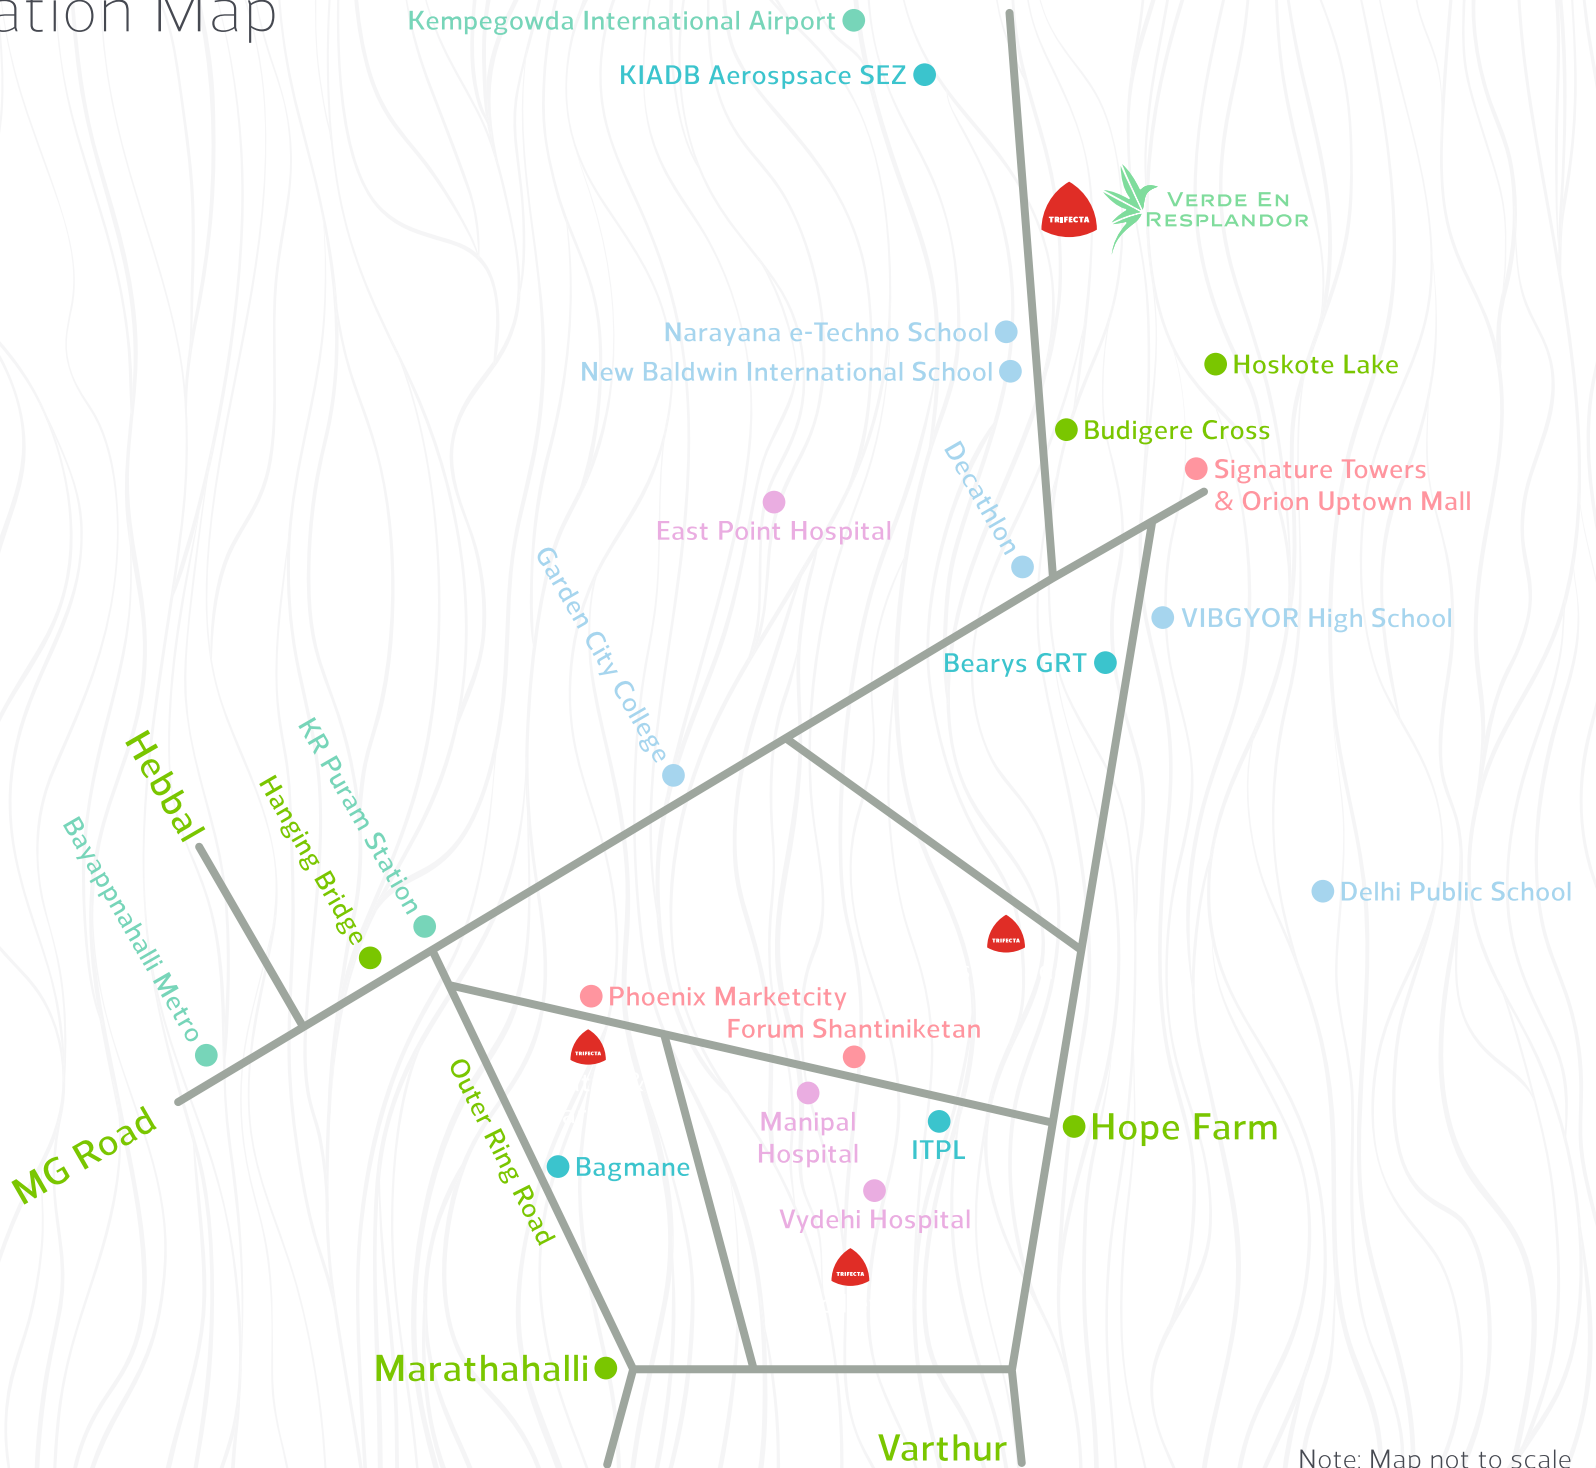 ation Map
Kempegowda International Airport
KIADB Aerospsace SEZ
TRIFECTA
VERDE EN
RESPLANDOR
Narayana e-Techno School
New Baldwin International School
Hoskote Lake
Budigere Cross
Signature Towers
& Orion Uptown Mall
Decathlon
East Point Hospital
Garden City College
VIBGYOR High School
Bearys GRT
Hebbal
KR Puram Station
Hanging Bridge
Bayappnahalli Metro
Delhi Public School
TRIFECTA
Phoenix Marketcity
Forum Shantiniketan
TRIFECTA
Outer Ring Road
Manipal
Hospital
ITPL
Hope Farm
MG Road
Bagmane
Vydehi Hospital
TRIFECTA
Marathahalli
Varthur
Note: Map not to scale